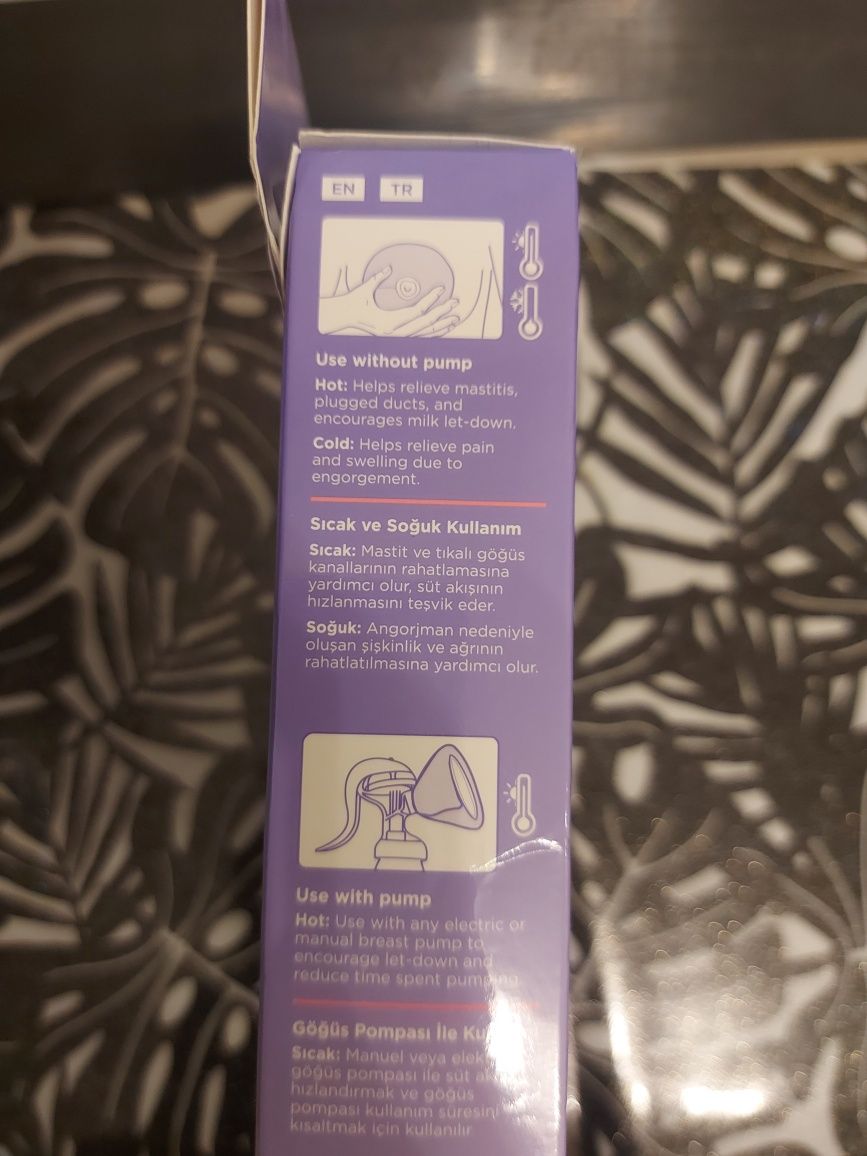 EN TR
Use without pump
Hot: Helps relieve mastitis,
plugged ducts, and
encourages milk let-down.
Cold: Helps relieve pain
and swelling due to
engorgement.
Sıcak ve Soğuk Kullanım
Sıcak: Mastit ve tıkalı göğüs
kanallarının rahatlamasına
yardımcı olur, süt akışının
hızlanmasını teşvik eder.
Soğuk: Angorjman nedeniyle
oluşan şişkinlik ve ağrının
rahatlatılmasına yardımcı olur.
Use with pump
Hot: Use with any electric or
manual breast pump to
encourage let-down and
reduce time spent pumping.
Göğüs Pompası İle
Sıcak: Manuel veya
göğüs pompası ile süt
hızlandırmak ve göğüs
pompası kullanım süresini
kısaltmak için kullanılır